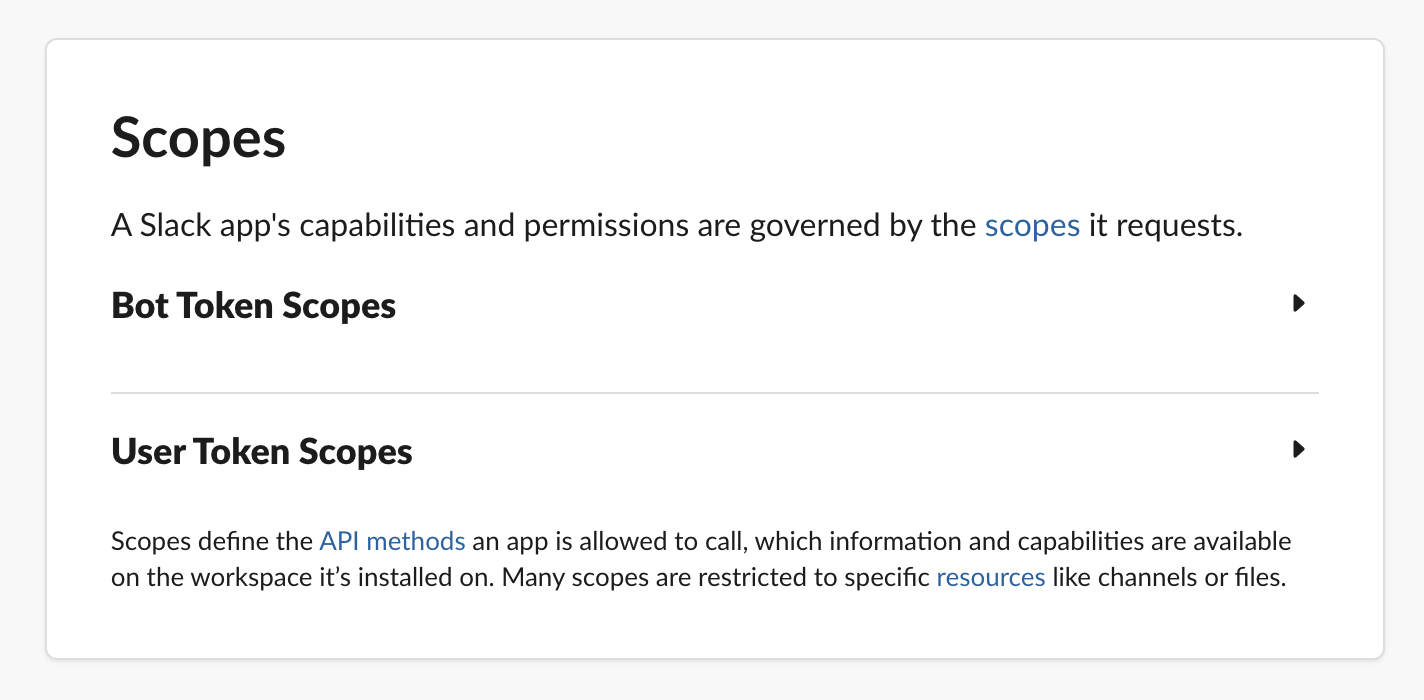 Scopes
A Slack app's capabilities and permissions are governed by the scopes it requests.
Bot Token Scopes
User Token Scopes
Scopes define the API methods an app is allowed to call, which information and capabilities are available
on the workspace it’s installed on. Many scopes are restricted to specific resources like channels or files.